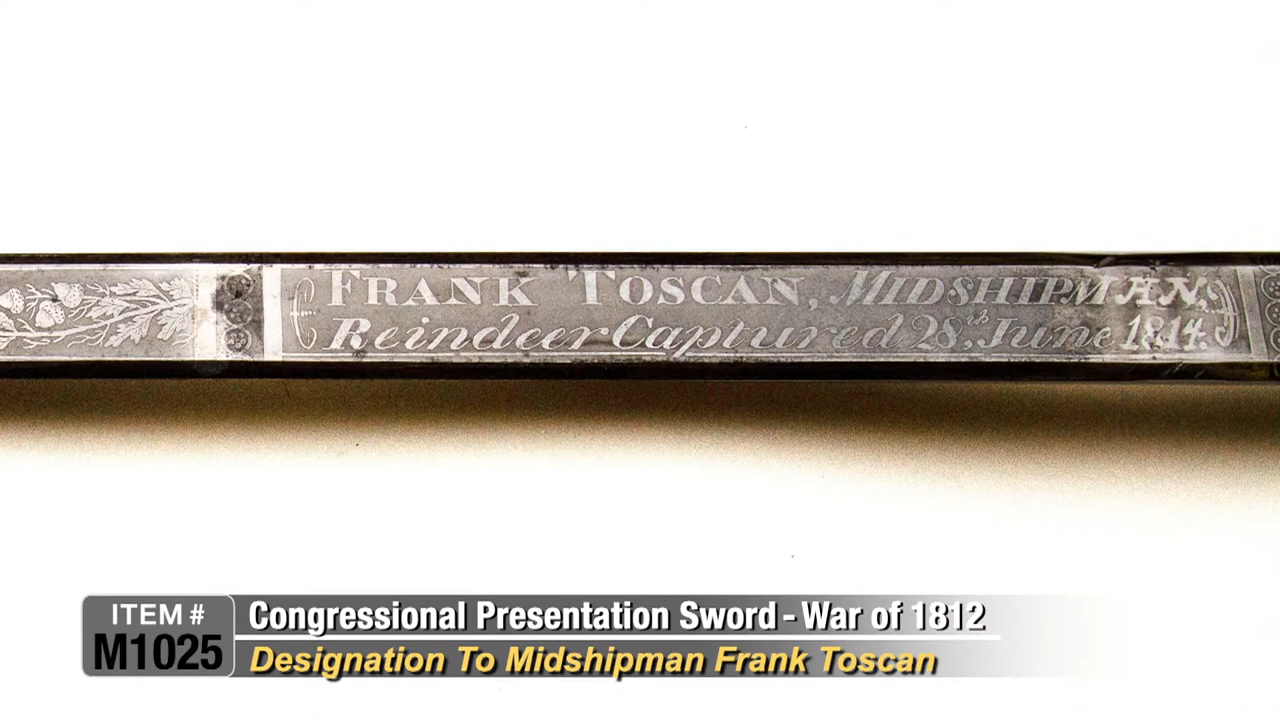 FRANK TOSCAN, MIDSHIPMAN,
Reindeer Captured 28th June 1814.
ITEM #
M1025
Congressional Presentation Sword - War of 1812
Designation To Midshipman Frank Toscan